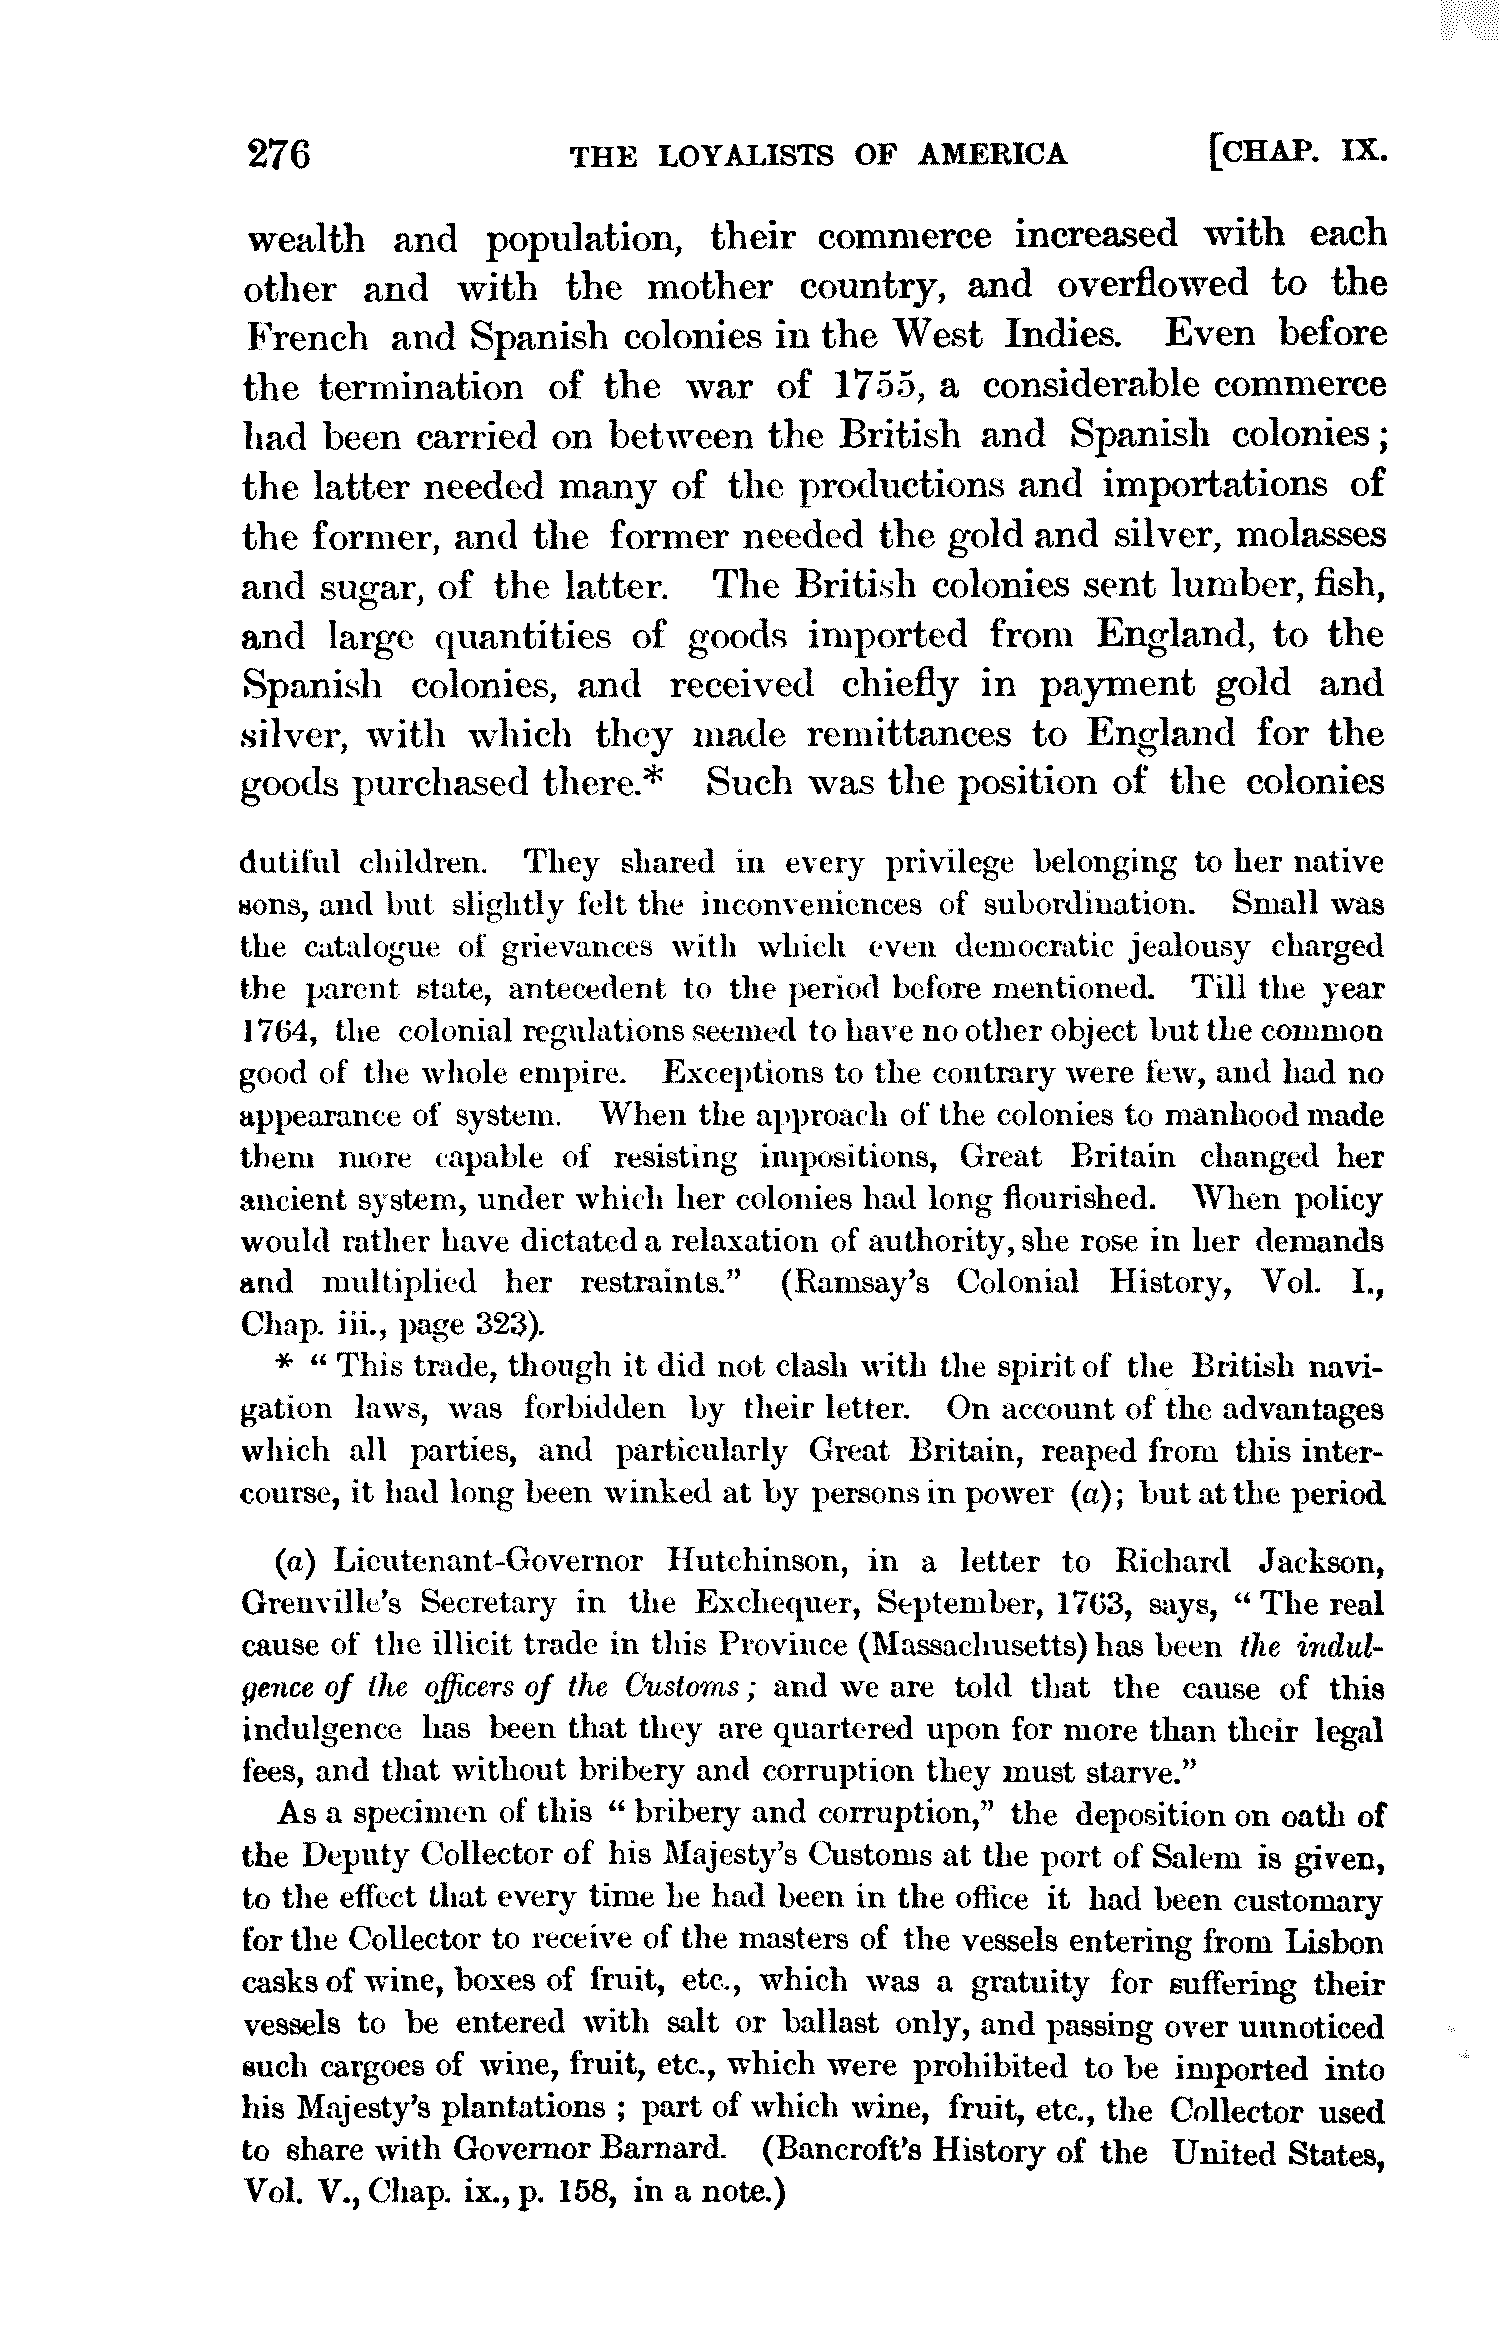 276 THE LOYALISTS OF AMERICA [CHAP. IX.
wealth and population, their commerce increased with each
other and with the mother country, and overflowed to the
French and Spanish colonies in the West Indies. Even before
the termination of the war of 1755, a considerable commerce
had been carried on between the British and Spanish colonies;
the latter needed many of the productions and importations of
the former, and the former needed the gold and silver, molasses
and sugar, of the latter. The British colonies sent lumber, fish,
and large quantities of goods imported from England, to the
Spanish colonies, and received chiefly in payment gold and
silver, with which they made remittances to England for the
goods purchased there.* Such was the position of the colonies
dutiful children. They shared in every privilege belonging to her native
sons, and but slightly felt the inconveniences of subordination. Small was
the catalogue of grievances with which even democratic jealousy charged
the parent state, antecedent to the period before mentioned. Till the year
1764, the colonial regulations seemed to have no other object but the common
good of the whole empire. Exceptions to the contrary were few, and had no
appearance of system. When the approach of the colonies to manhood made
them more capable of resisting impositions, Great Britain changed her
ancient system, under which her colonies had long flourished. When policy
would rather have dictated a relaxation of authority, she rose in her demands
and multiplied her restraints." (Ramsay's Colonial History, Vol. I.,
Chap. iii., page 323).
* "This trade, though it did not clash with the spirit of the British navi-
gation laws, was forbidden by their letter. On account of the advantages
which all parties, and particularly Great Britain, reaped from this inter-
course, it had long been winked at by persons in power (a); but at the period
(a) Lieutenant-Governor Hutchinson, in a letter to Richard Jackson,
Grenville's Secretary in the Exchequer, September, 1763, says, "The real
cause of the illicit trade in this Province (Massachusetts) has been the indul-
gence of the officers of the Customs; and we are told that the cause of this
indulgence has been that they are quartered upon for more than their legal
fees, and that without bribery and corruption they must starve."
As a specimen of this "bribery and corruption," the deposition on oath of
the Deputy Collector of his Majesty's Customs at the port of Salem is given,
to the effect that every time he had been in the office it had been customary
for the Collector to receive of the masters of the vessels entering from Lisbon
casks of wine, boxes of fruit, etc., which was a gratuity for suffering their
vessels to be entered with salt or ballast only, and passing over unnoticed
such cargoes of wine, fruit, etc., which were prohibited to be imported into
his Majesty's plantations; part of which wine, fruit, etc., the Collector used
to share with Governor Barnard. (Bancroft's History of the United States,
Vol. V., Chap. ix., p. 158, in a note.)